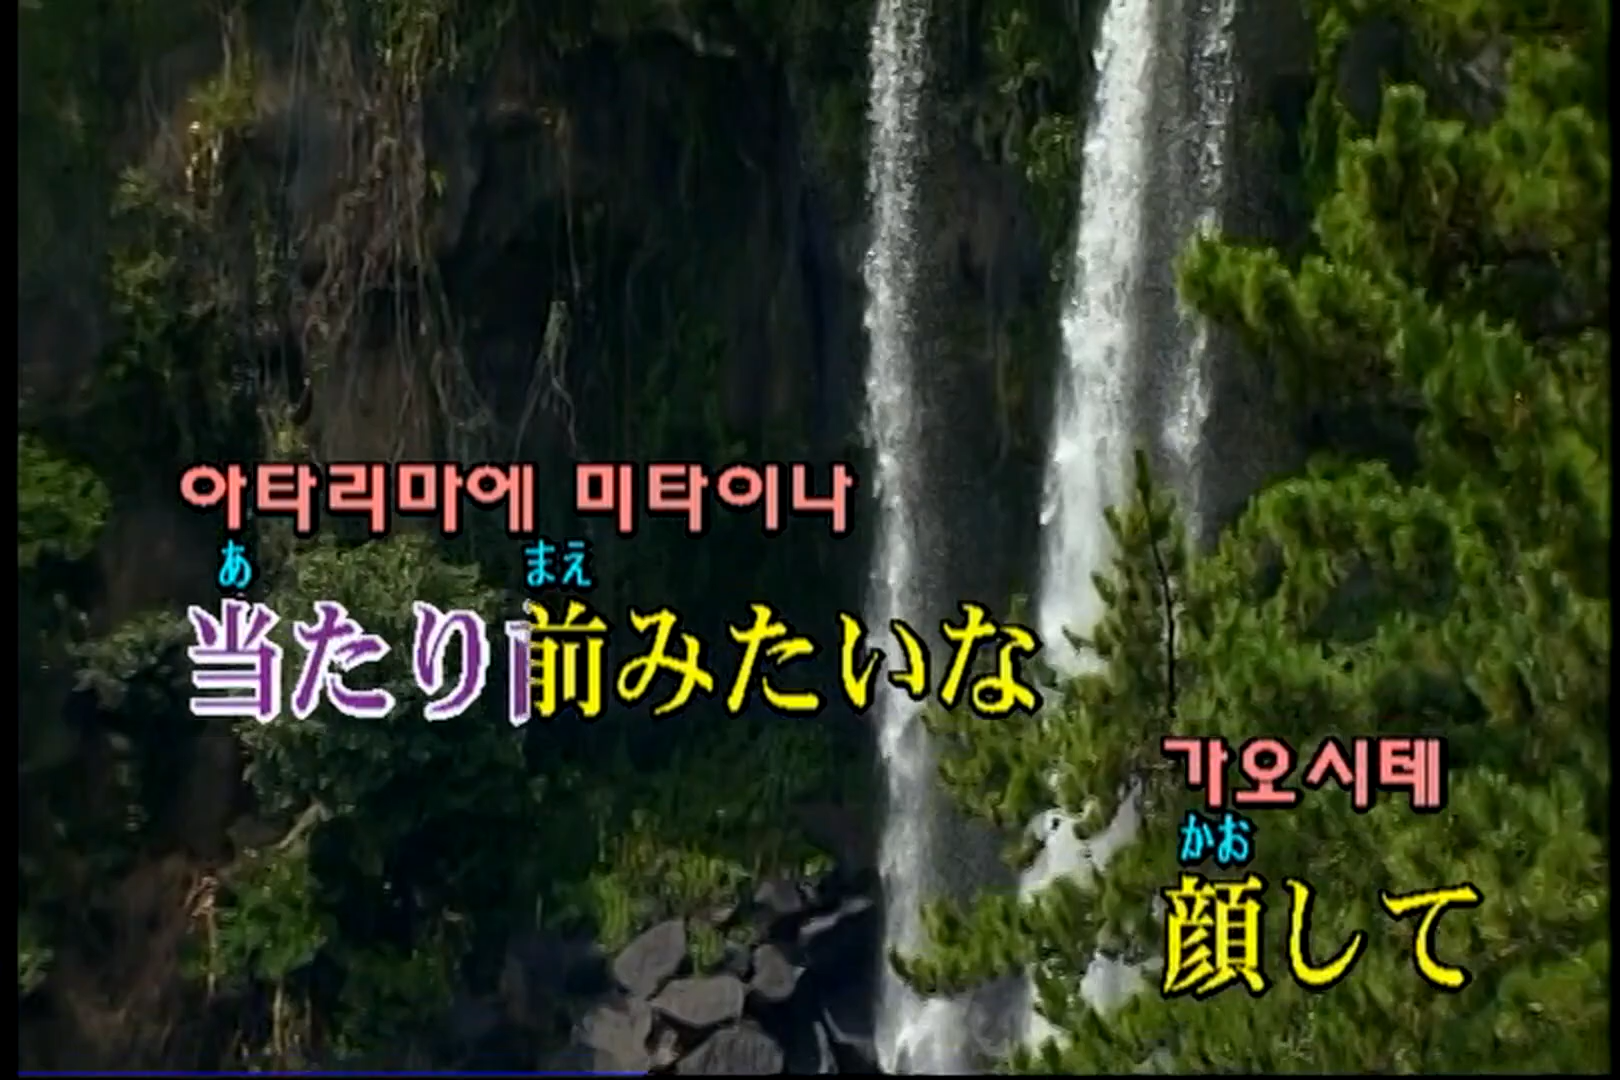 아타리마에 미타이나
あ まえ
当たり前みたいな
가오시테
かお
顔して